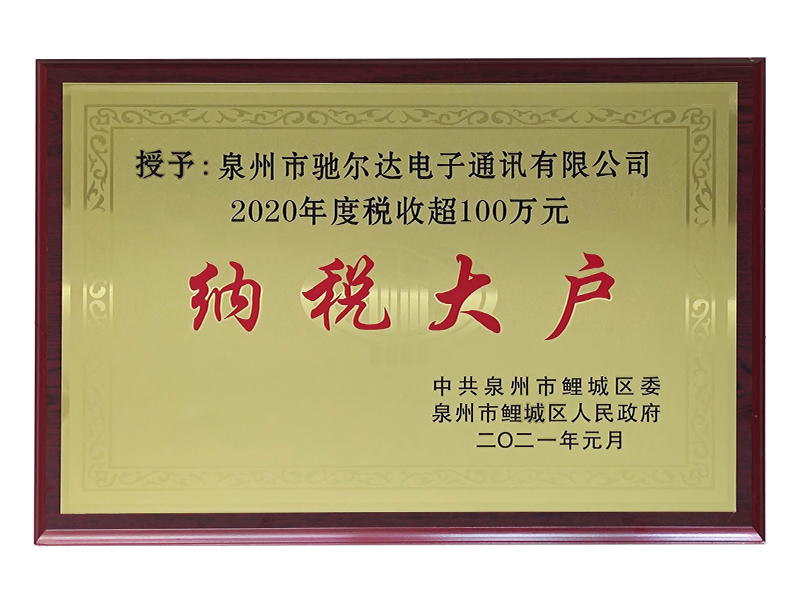 授予：泉州市驰尔达电子通讯有限公司
2020年度税收超100万元
纳税大户
中共泉州市鲤城区委
泉州市鲤城区人民政府
二〇二一年元月